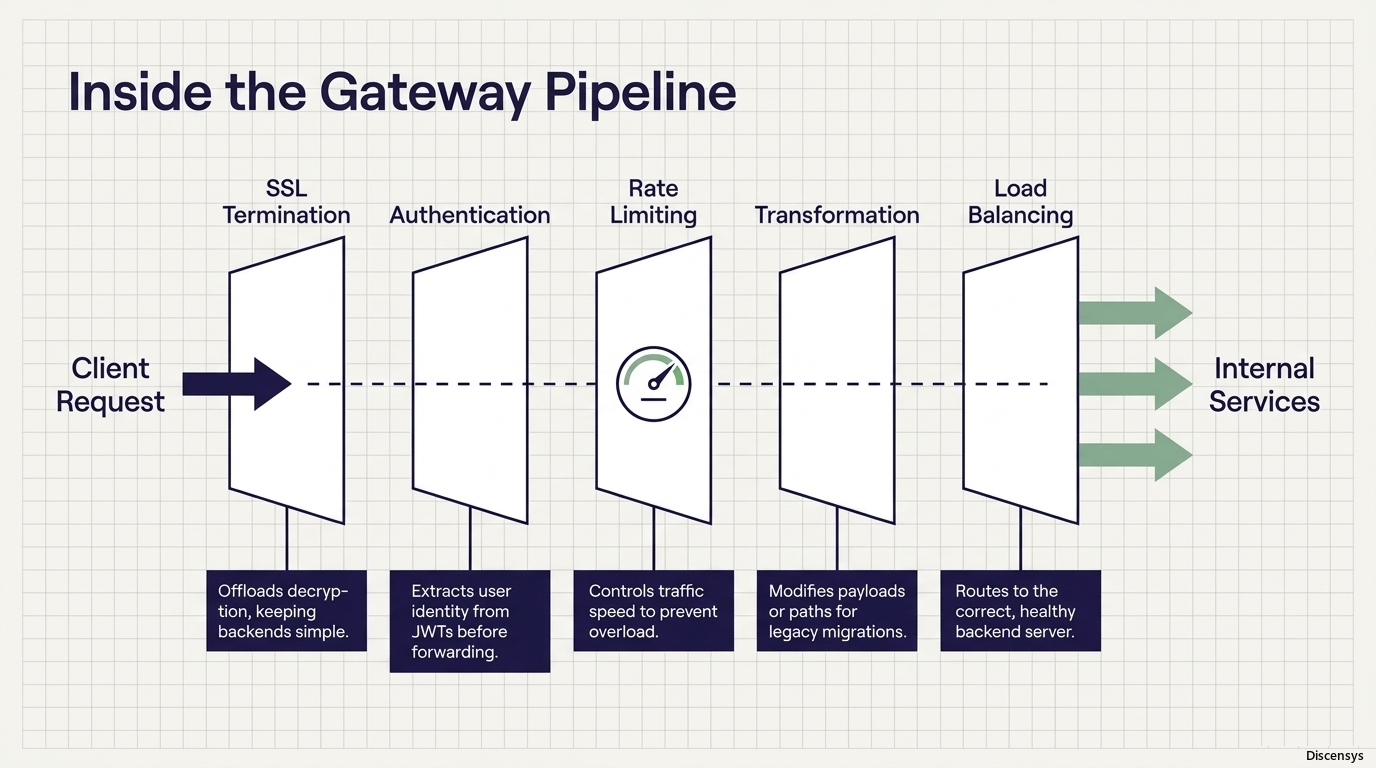 Inside the Gateway Pipeline
SSL
Termination
Authentication
Rate
Limiting
Transformation
Load
Balancing
Client
Request
Internal
Services
Offloads decryp-
tion, keeping
backends simple.
Extracts user
identity from
JWTs before
forwarding.
Controls traffic
speed to prevent
overload.
Modifies payloads
or paths for
legacy migrations.
Routes to the
correct, healthy
backend server.
Discensys